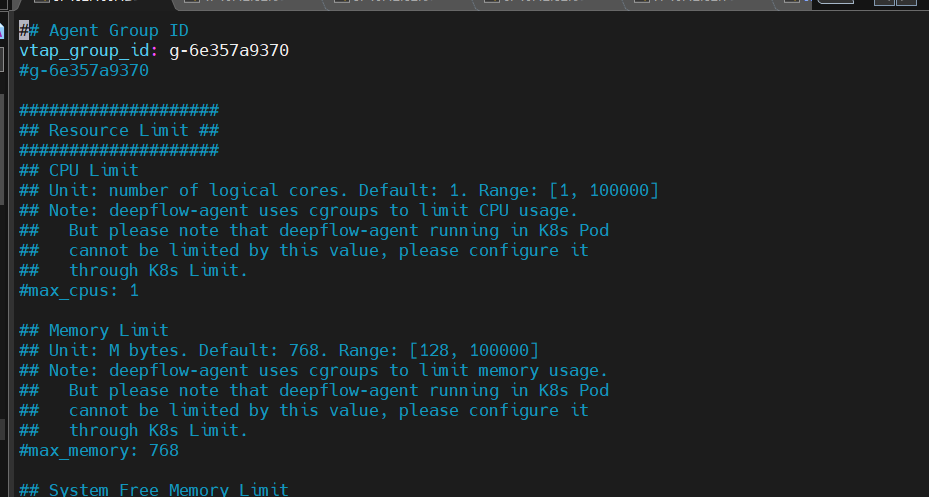 ## Agent Group ID
vtap_group_id: g-6e357a9370
#g-6e357a9370
####################
## Resource Limit ##
####################
## CPU Limit
## Unit: number of logical cores. Default: 1. Range: [1, 100000]
## Note: deepflow-agent uses cgroups to limit CPU usage.
##   But please note that deepflow-agent running in K8s Pod
##   cannot be limited by this value, please configure it
##   through K8s Limit.
#max_cpus: 1
## Memory Limit
## Unit: M bytes. Default: 768. Range: [128, 100000]
## Note: deepflow-agent uses cgroups to limit memory usage.
##   But please note that deepflow-agent running in K8s Pod
##   cannot be limited by this value, please configure it
##   through K8s Limit.
#max_memory: 768
## System Free Memory Limit